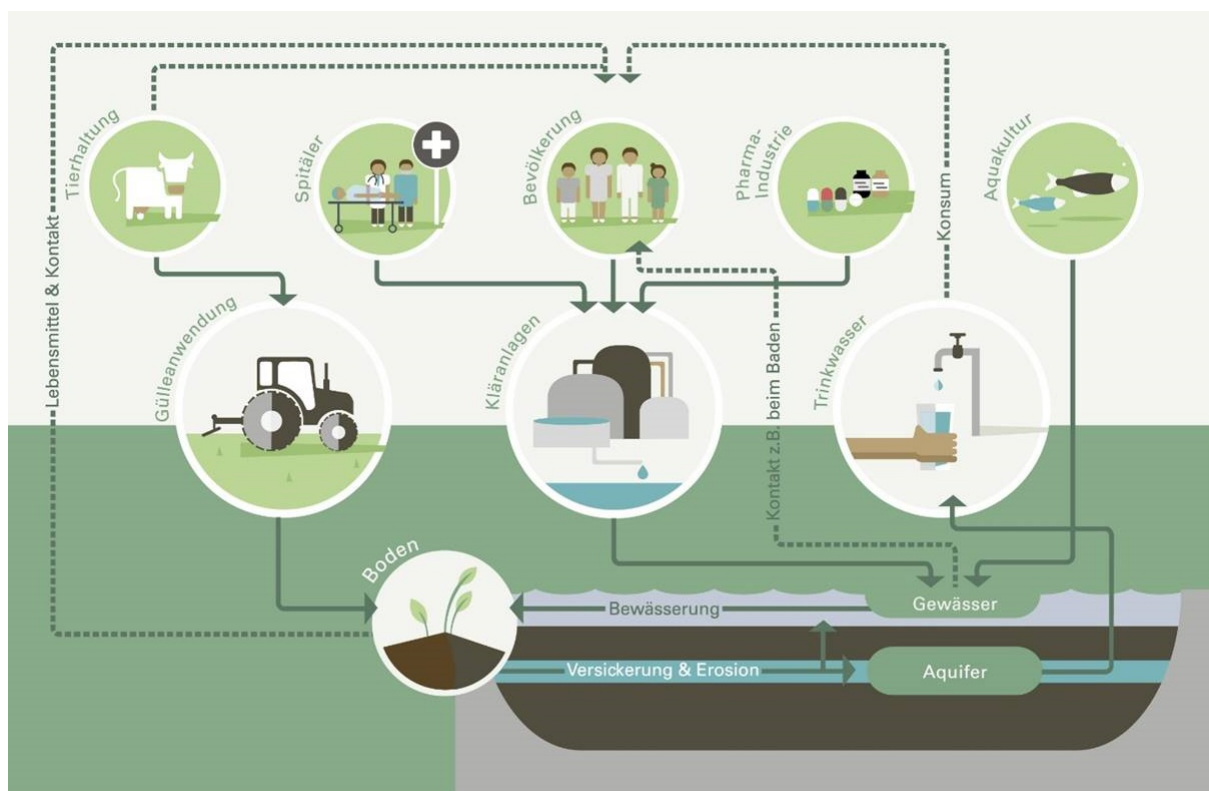 Tierhaltung
Spitäler
Bevölkerung
Pharma-
Industrie
Aquakultur
Lebensmittel & Kontakt
Konsum
Gülleanwendung
Kläranlagen
Kontakt z.B. beim Baden
Trinkwasser
Boden
Bewässerung
Gewässer
Versickerung & Erosion
Aquifer